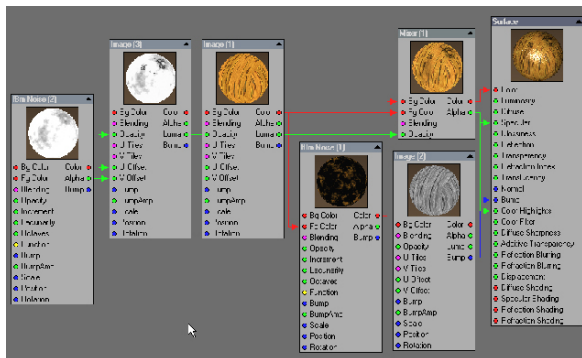 Image (3)
Bg Color Color
Blending Alpha
Opacity Luma
U Tiles Bump
V Tiles
U Offset
V Offset
Bump
BumpAmp
Scale
Position
Rotation
Image (1)
Bg Color Color
Blending Alpha
Opacity Luma
U Tiles Bump
V Tiles
U Offset
V Offset
Bump
BumpAmp
Scale
Position
Rotation
Mixer (1)
Bg Color Color
Fg Color Alpha
Blending
Opacity
Surface
Color
Luminosity
Diffuse
Specular
Glossiness
Reflection
Transparency
Refraction Index
Translucency
Normal
Bump
Color Highlights
Color Filter
Diffuse Sharpness
Additive Transparency
Reflection Blurring
Refraction Blurring
Displacement
Diffuse Shading
Specular Shading
Reflection Shading
Refraction Shading
Fbm Noise (2)
Bg Color Color
Fg Color Alpha
Blending Bump
Opacity
Increment
Lacunarity
Octaves
Function
Bump
BumpAmp
Scale
Position
Rotation
Fbm Noise (1)
Bg Color Color
Fg Color Alpha
Blending Bump
Opacity
Increment
Lacunarity
Octaves
Function
Bump
BumpAmp
Scale
Position
Rotation
Image (2)
Bg Color Color
Blending Alpha
Opacity Luma
U Tiles Bump
V Tiles
U Offset
V Offset
Bump
BumpAmp
Scale
Position
Rotation